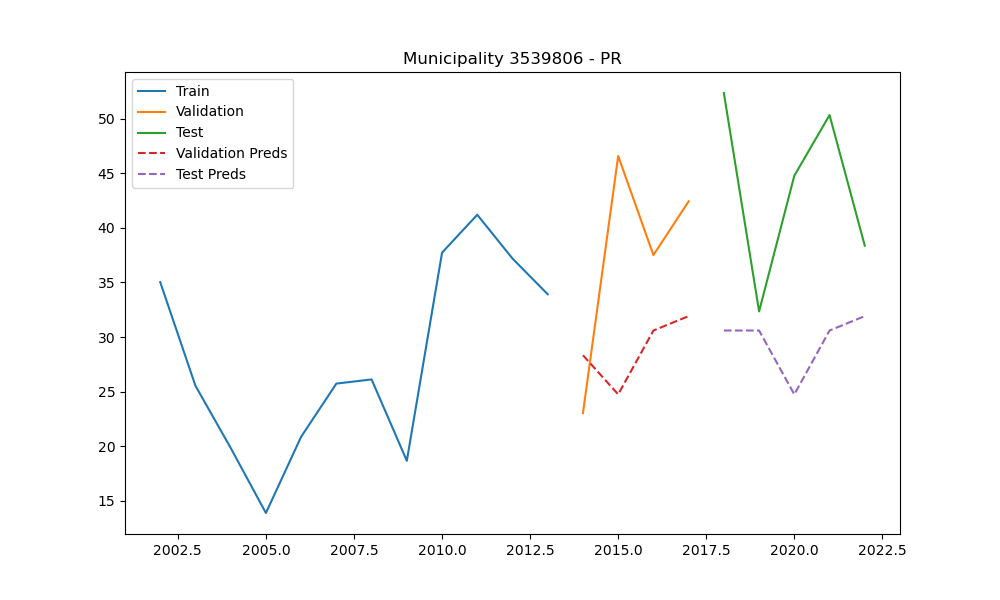 Municipality 3539806 - PR
Train
Validation
Test
Validation Preds
Test Preds
50
45
40
35
30
25
20
15
2002.5 2005.0 2007.5 2010.0 2012.5 2015.0 2017.5 2020.0 2022.5